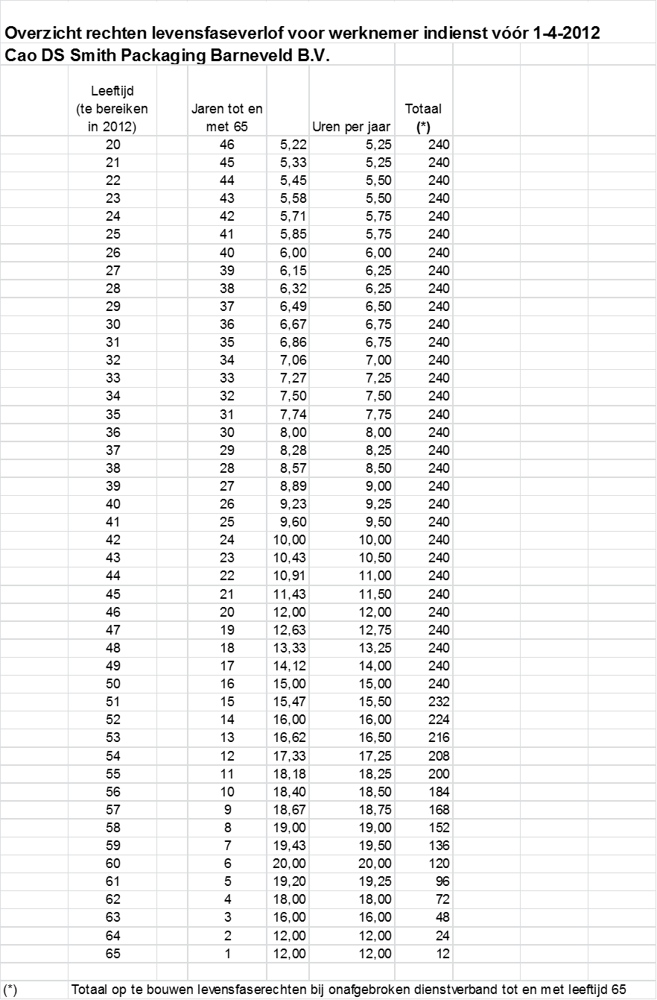 Overzicht rechten levensfaseverlof voor werknemer indienst vóór 1-4-2012
Cao DS Smith Packaging Barneveld B.V.
Leeftijd
(te bereiken Jaren tot en Totaal
in 2012) met 65 Uren per jaar (*)
20 46 5,22 5,25 240
21 45 5,33 5,25 240
22 44 5,45 5,50 240
23 43 5,58 5,50 240
24 42 5,71 5,75 240
25 41 5,85 5,75 240
26 40 6,00 6,00 240
27 39 6,15 6,25 240
28 38 6,32 6,25 240
29 37 6,49 6,50 240
30 36 6,67 6,75 240
31 35 6,86 6,75 240
32 34 7,06 7,00 240
33 33 7,27 7,25 240
34 32 7,50 7,50 240
35 31 7,74 7,75 240
36 30 8,00 8,00 240
37 29 8,28 8,25 240
38 28 8,57 8,50 240
39 27 8,89 9,00 240
40 26 9,23 9,25 240
41 25 9,60 9,50 240
42 24 10,00 10,00 240
43 23 10,43 10,50 240
44 22 10,91 11,00 240
45 21 11,43 11,50 240
46 20 12,00 12,00 240
47 19 12,63 12,75 240
48 18 13,33 13,25 240
49 17 14,12 14,00 240
50 16 15,00 15,00 240
51 15 15,47 15,50 232
52 14 16,00 16,00 224
53 13 16,62 16,50 216
54 12 17,33 17,25 208
55 11 18,18 18,25 200
56 10 18,40 18,50 184
57 9 18,67 18,75 168
58 8 19,00 19,00 152
59 7 19,43 19,50 136
60 6 20,00 20,00 120
61 5 19,20 19,25 96
62 4 18,00 18,00 72
63 3 16,00 16,00 48
64 2 12,00 12,00 24
65 1 12,00 12,00 12
(*) Totaal op te bouwen levensfaserechten bij onafgebroken dienstverband tot en met leeftijd 65